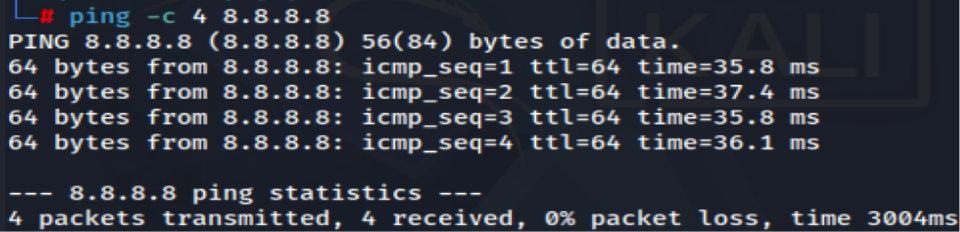 # ping -c 4 8.8.8.8
PING 8.8.8.8 (8.8.8.8) 56(84) bytes of data.
64 bytes from 8.8.8.8: icmp_seq=1 ttl=64 time=35.8 ms
64 bytes from 8.8.8.8: icmp_seq=2 ttl=64 time=37.4 ms
64 bytes from 8.8.8.8: icmp_seq=3 ttl=64 time=35.8 ms
64 bytes from 8.8.8.8: icmp_seq=4 ttl=64 time=36.1 ms

--- 8.8.8.8 ping statistics ---
4 packets transmitted, 4 received, 0% packet loss, time 3004ms
KALI